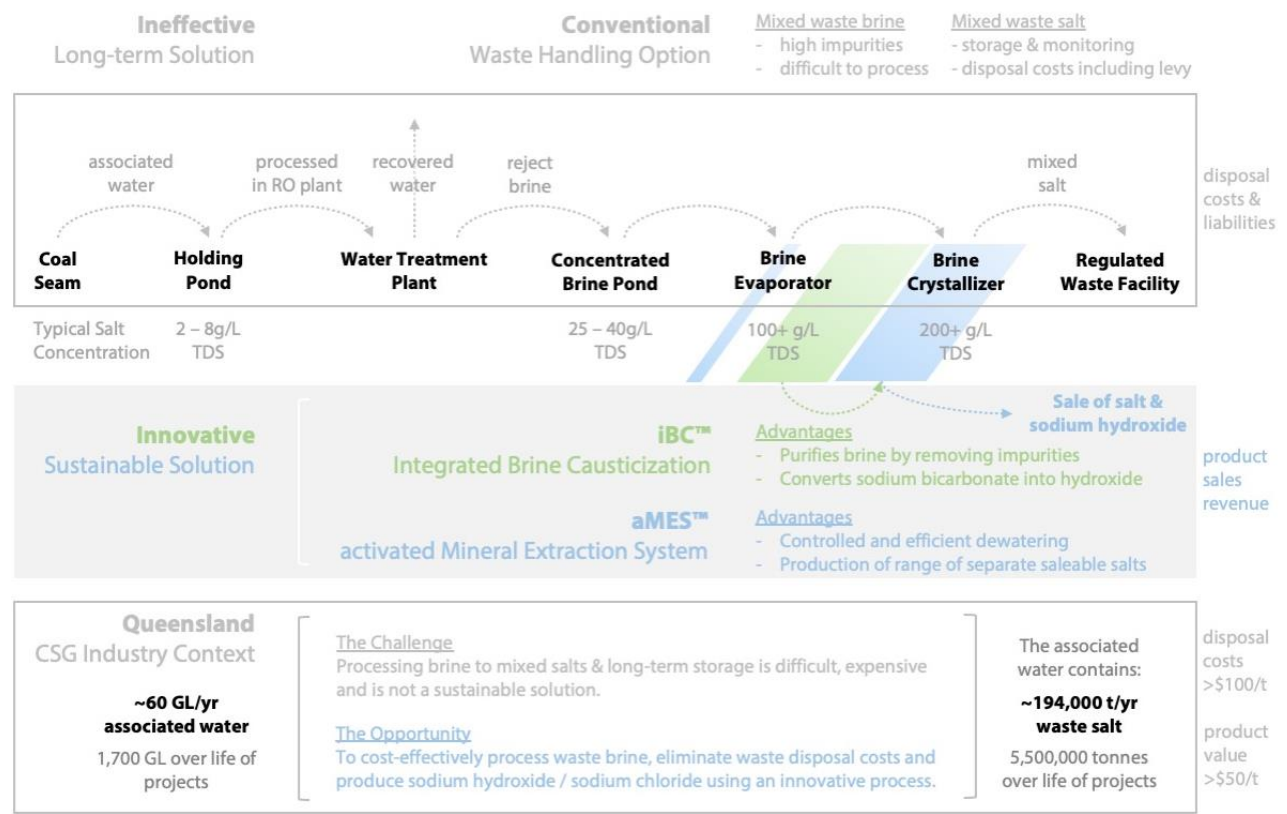 Ineffective
Long-term Solution
Conventional
Waste Handling Option
Mixed waste brine
- high impurities
- difficult to process
Mixed waste salt
- storage & monitoring
- disposal costs including levy
associated
water
processed
in RO plant
recovered
water
reject
brine
mixed
salt
disposal
costs &
liabilities
Coal
Seam
Holding
Pond
Water Treatment
Plant
Concentrated
Brine Pond
Brine
Evaporator
Brine
Crystallizer
Regulated
Waste Facility
Typical Salt
Concentration
2 – 8g/L
TDS
25 – 40g/L
TDS
100+ g/L
TDS
200+ g/L
TDS
Sale of salt &
sodium hydroxide
Innovative
Sustainable Solution
iBC™
Integrated Brine Causticization
Advantages
- Purifies brine by removing impurities
- Converts sodium bicarbonate into hydroxide
aMES™
activated Mineral Extraction System
Advantages
- Controlled and efficient dewatering
- Production of range of separate saleable salts
product
sales
revenue
Queensland
CSG Industry Context
~60 GL/yr
associated water
1,700 GL over life of
projects
The Challenge
Processing brine to mixed salts & long-term storage is difficult, expensive
and is not a sustainable solution.
The Opportunity
To cost-effectively process waste brine, eliminate waste disposal costs and
produce sodium hydroxide / sodium chloride using an innovative process.
The associated
water contains:
~194,000 t/yr
waste salt
5,500,000 tonnes
over life of projects
disposal
costs
>$100/t
product
value
>$50/t